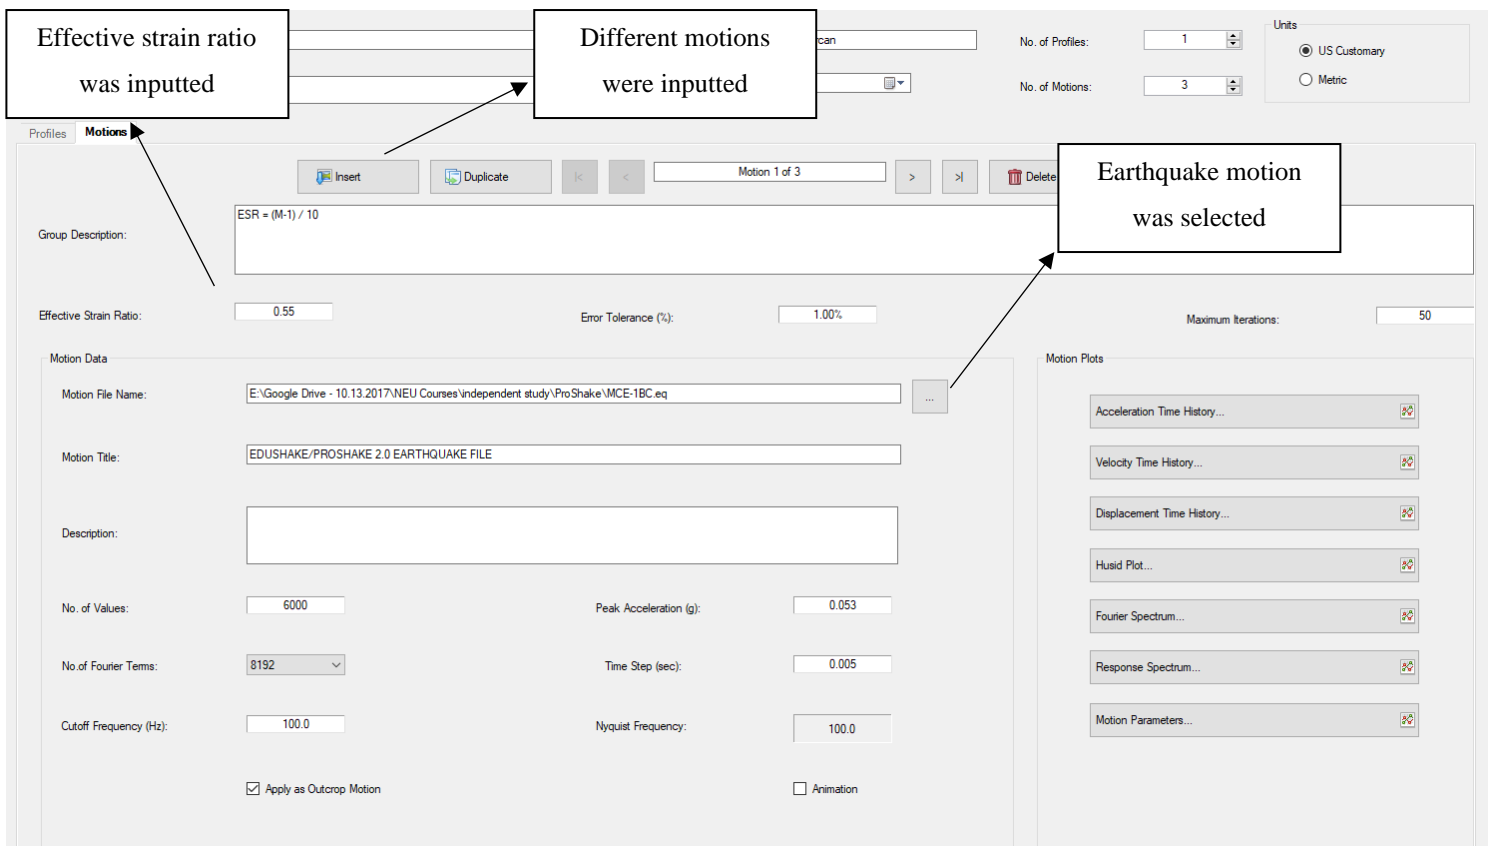 Effective strain ratio
was inputted
Different motions
were inputted
rcan
No. of Profiles:
1
Units
US Customary
Metric
No. of Motions:
3
Profiles
Motions
Insert
Duplicate
|<
<
Motion 1 of 3
>
>|
Delete
Earthquake motion
was selected
Group Description:
ESR = (M-1) / 10
Effective Strain Ratio:
0.55
Error Tolerance (%):
1.00%
Maximum Iterations:
50
Motion Data
Motion File Name:
E:\Google Drive - 10.13.2017\NEU Courses\independent study\ProShake\MCE-1BC.eq
...
Motion Title:
EDUSHAKE/PROSHAKE 2.0 EARTHQUAKE FILE
Description:
No. of Values:
6000
Peak Acceleration (g):
0.053
No.of Fourier Terms:
8192
Time Step (sec):
0.005
Cutoff Frequency (Hz):
100.0
Nyquist Frequency:
100.0
Apply as Outcrop Motion
Animation
Motion Plots
Acceleration Time History...
Velocity Time History...
Displacement Time History...
Husid Plot...
Fourier Spectrum...
Response Spectrum...
Motion Parameters...